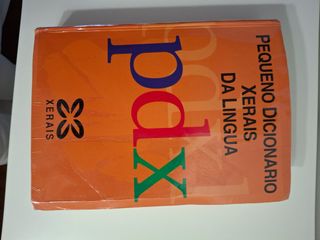 PEQUENO DICIONARIO
XERAIS
DA LINGUA
pdx
XERAIS